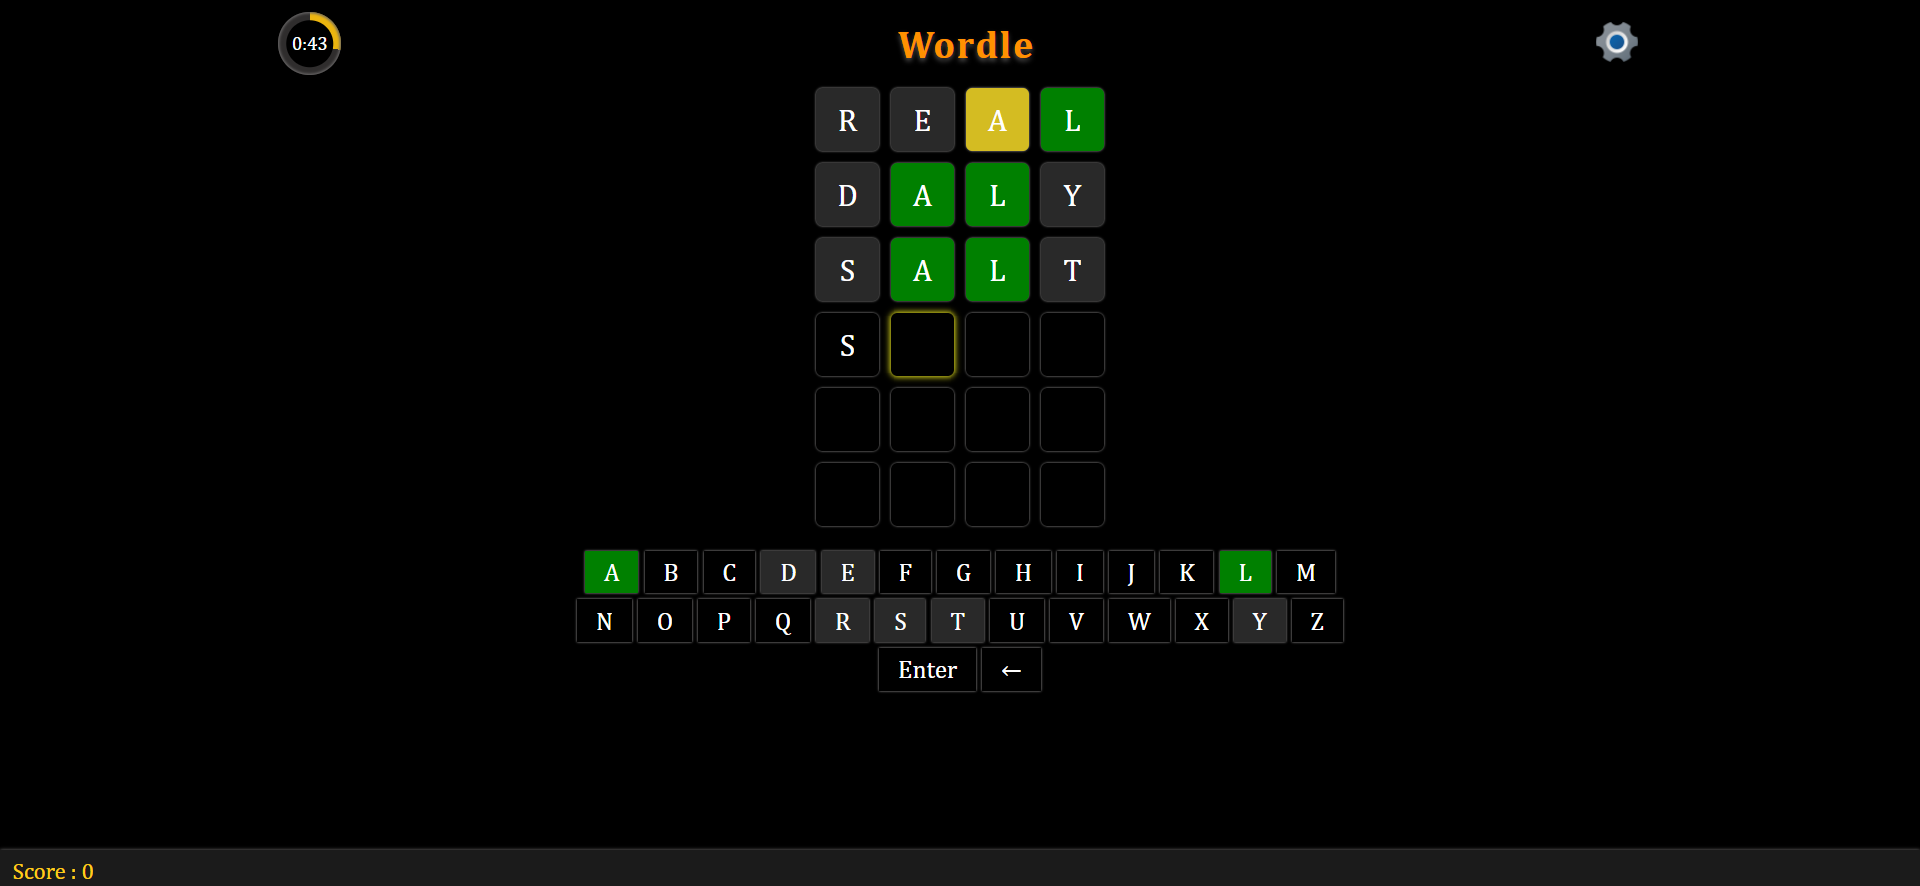 0:43
Wordle
R E A L
D A L Y
S A L T
S
A B C D E F G H I J K L M
N O P Q R S T U V W X Y Z
Enter ←
Score : 0